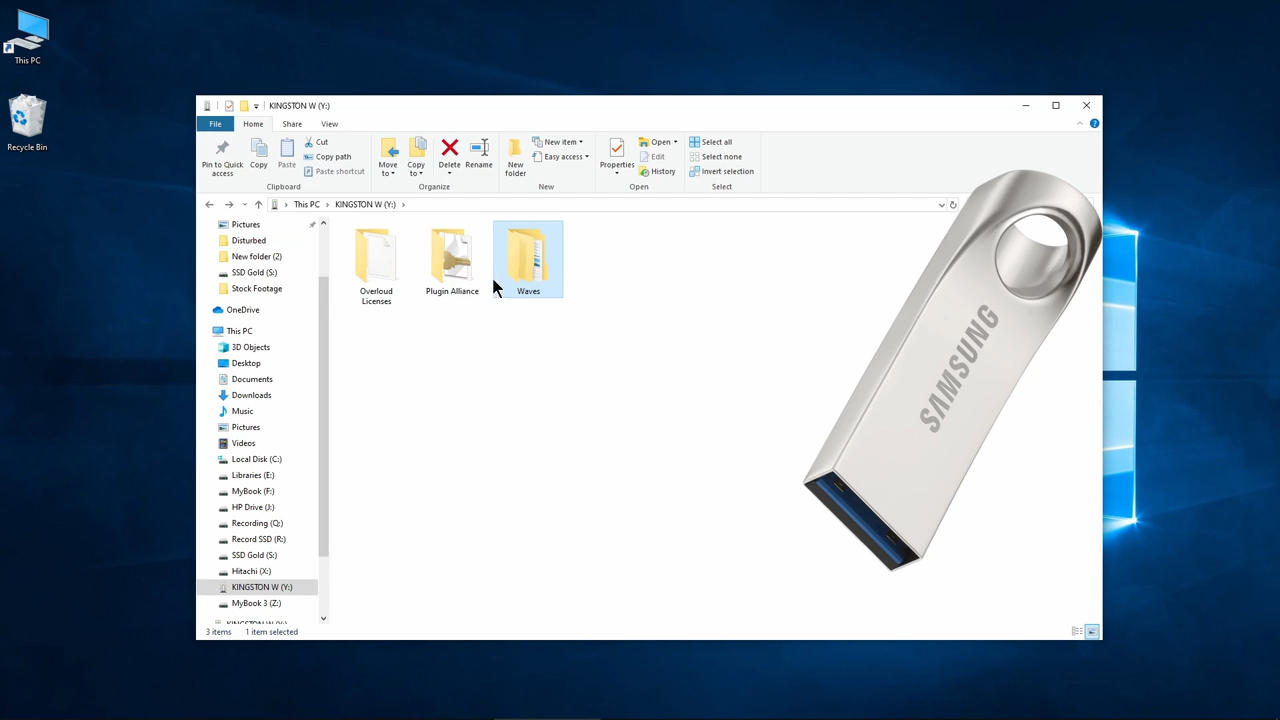 This PC
Recycle Bin
KINGSTON W (Y:)
File
Home
Share
View
Pin to Quick
access
Copy
Paste
Cut
Copy path
Paste shortcut
Clipboard
Move
to
Copy
to
Delete
Rename
Organize
New
folder
New item
Easy access
New
Properties
Open
Edit
History
Open
Select all
Select none
Invert selection
Select
This PC
KINGSTON W (Y:)
Pictures
Disturbed
New folder (2)
SSD Gold (S:)
Stock Footage
OneDrive
This PC
3D Objects
Desktop
Documents
Downloads
Music
Pictures
Videos
Local Disk (C:)
Libraries (E:)
MyBook (F:)
HP Drive (J:)
Recording (Q:)
Record SSD (R:)
SSD Gold (S:)
Hitachi (X:)
KINGSTON W (Y:)
MyBook 3 (Z:)
KINGSTON W (Y:)
Overloud
Licenses
Plugin Alliance
Waves
SAMSUNG
3 items
1 item selected